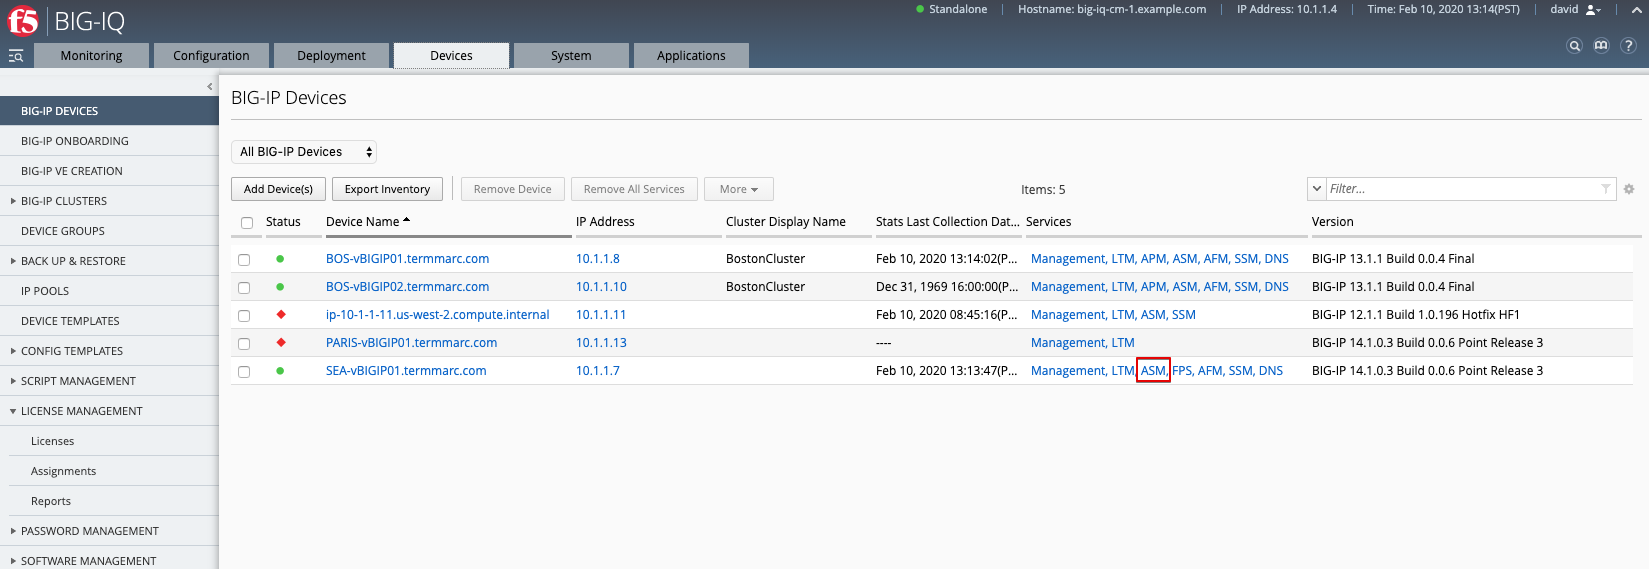 f5 BIG-IQ
Standalone Hostname: big-iq-cm-1.example.com IP Address: 10.1.1.4 Time: Feb 10, 2020 13:14(PST) david
Monitoring Configuration Deployment Devices System Applications
BIG-IP DEVICES
BIG-IP ONBOARDING
BIG-IP VE CREATION
BIG-IP CLUSTERS
DEVICE GROUPS
BACK UP & RESTORE
IP POOLS
DEVICE TEMPLATES
CONFIG TEMPLATES
SCRIPT MANAGEMENT
LICENSE MANAGEMENT
Licenses
Assignments
Reports
PASSWORD MANAGEMENT
SOFTWARE MANAGEMENT
BIG-IP Devices
All BIG-IP Devices
Add Device(s) Export Inventory Remove Device Remove All Services More Items: 5 Filter...
Status Device Name IP Address Cluster Display Name Stats Last Collection Dat... Services Version
BOS-vBIGIP01.termmarc.com 10.1.1.8 BostonCluster Feb 10, 2020 13:14:02(P... Management, LTM, APM, ASM, AFM, SSM, DNS BIG-IP 13.1.1 Build 0.0.4 Final
BOS-vBIGIP02.termmarc.com 10.1.1.10 BostonCluster Dec 31, 1969 16:00:00(P... Management, LTM, APM, ASM, AFM, SSM, DNS BIG-IP 13.1.1 Build 0.0.4 Final
ip-10-1-1-11.us-west-2.compute.internal 10.1.1.11 Feb 10, 2020 08:45:16(P... Management, LTM, ASM, SSM BIG-IP 12.1.1 Build 1.0.196 Hotfix HF1
PARIS-vBIGIP01.termmarc.com 10.1.1.13 ---- Management, LTM BIG-IP 14.1.0.3 Build 0.0.6 Point Release 3
SEA-vBIGIP01.termmarc.com 10.1.1.7 Feb 10, 2020 13:13:47(P... Management, LTM, ASM, FPS, AFM, SSM, DNS BIG-IP 14.1.0.3 Build 0.0.6 Point Release 3